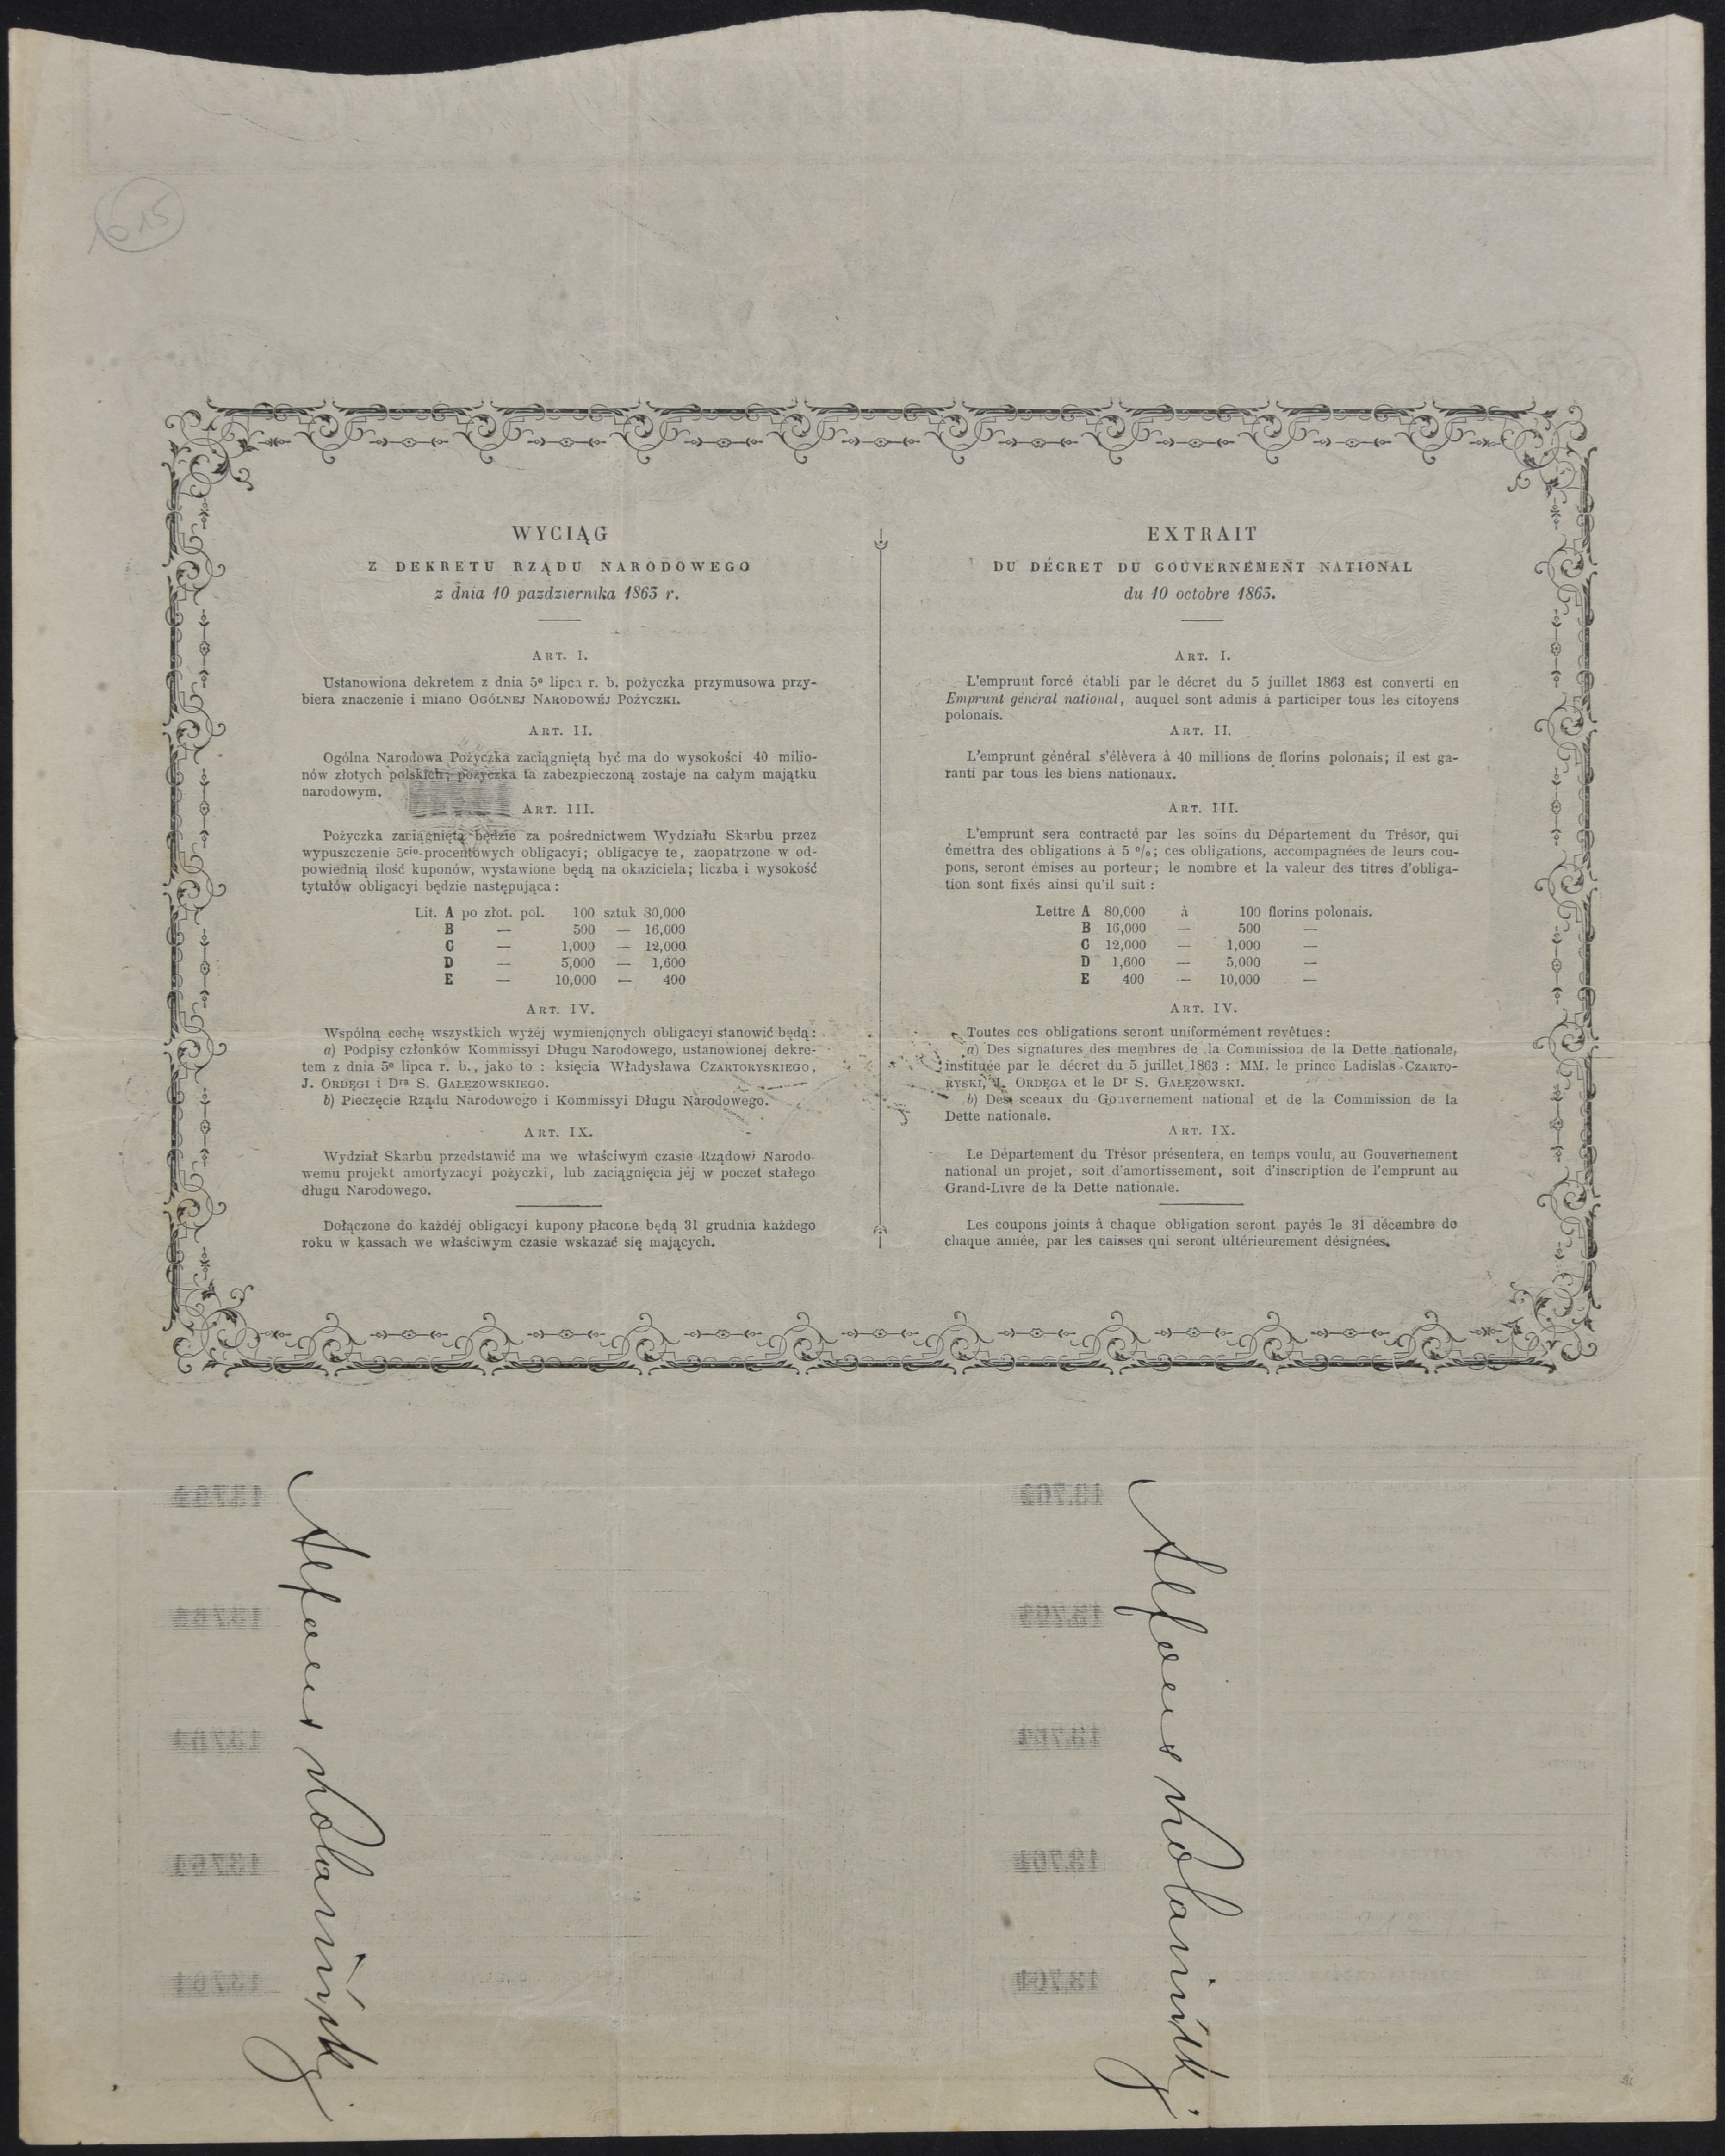 1015
WYCIĄG
Z DEKRETU RZĄDU NARODOWEGO
z dnia 10 pazdziernika 1863 r.
ART. I.
Ustanowiona dekretem z dnia 5º lipca r. b. pożyczka przymusowa przy-
biera znaczenie i miano OGÓLNEJ NARODOWÉJ POŻYCZKI.
ART. II.
Ogólna Narodowa Pożyczka zaciągniętą być ma do wysokości 40 milio-
nów złotych polskich; pożyczka ta zabezpieczoną zostaje na całym majątku
narodowym.
ART. III.
Pożyczka zaciągniętą będzie za pośrednictwem Wydziału Skarbu przez
wypuszczenie 5cio-procentowych obligacyi; obligacye te, zaopatrzone w od-
powiednią ilość kuponów, wystawione będą na okaziciela; liczba i wysokość
tytułów obligacyi będzie następująca:
Lit. A po złot. pol. 100 sztuk 80,000
B — 500 — 16,000
C — 1,000 — 12,000
D — 5,000 — 1,600
E — 10,000 — 400
ART. IV.
Wspólną cechę wszystkich wyżéj wymienionych obligacyi stanowić będą:
a) Podpisy członków Kommissyi Długu Narodowego, ustanowionej dekre-
tem z dnia 5º lipca r. b., jako to: księcia Władysława CZARTORYSKIEGO,
J. ORDĘGI i Dra S. GAŁĘZOWSKIEGO.
b) Pieczęcie Rządu Narodowego i Kommissyi Długu Narodowego.
ART. IX.
Wydział Skarbu przedstawić ma we właściwym czasie Rządowi Narodo-
wemu projekt amortyzacyi pożyczki, lub zaciągnięcia jéj w poczet stałego
długu Narodowego.
Dołączone do każdéj obligacyi kupony płacone będą 31 grudnia każdego
roku w kassach we właściwym czasie wskazać się mających.
EXTRAIT
DU DÉCRET DU GOUVERNEMENT NATIONAL
du 10 octobre 1863.
ART. I.
L'emprunt forcé établi par le décret du 5 juillet 1863 est converti en
Emprunt général national, auquel sont admis à participer tous les citoyens
polonais.
ART. II.
L'emprunt général s'élèvera à 40 millions de florins polonais; il est ga-
ranti par tous les biens nationaux.
ART. III.
L'emprunt sera contracté par les soins du Département du Trésor, qui
émettra des obligations à 5 %; ces obligations, accompagnées de leurs cou-
pons, seront émises au porteur; le nombre et la valeur des titres d'obliga-
tion sont fixés ainsi qu'il suit:
Lettre A 80,000 à 100 florins polonais.
B 16,000 — 500 —
C 12,000 — 1,000 —
D 1,600 — 5,000 —
E 400 — 10,000 —
ART. IV.
Toutes ces obligations seront uniformément revêtues:
a) Des signatures des membres de la Commission de la Dette nationale,
instituée par le décret du 5 juillet 1863 : MM. le prince Ladislas CZARTO-
RYSKI, J. ORDĘGA et le Dr S. GAŁĘZOWSKI.
b) Des sceaux du Gouvernement national et de la Commission de la
Dette nationale.
ART. IX.
Le Département du Trésor présentera, en temps voulu, au Gouvernement
national un projet, soit d'amortissement, soit d'inscription de l'emprunt au
Grand-Livre de la Dette nationale.
Les coupons joints à chaque obligation seront payés le 31 décembre de
chaque année, par les caisses qui seront ultérieurement désignées.